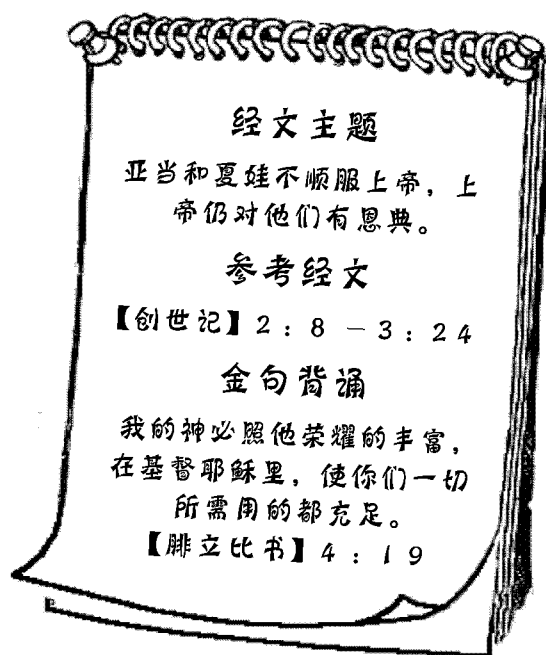 经文主题
亚当和夏娃不顺服上帝，上
帝仍对他们有恩典。
参考经文
【创世记】2：8－3：24
金句背诵
我的神必照他荣耀的丰富，
在基督耶稣里，使你们一切
所需用的都充足。
【腓立比书】4：19